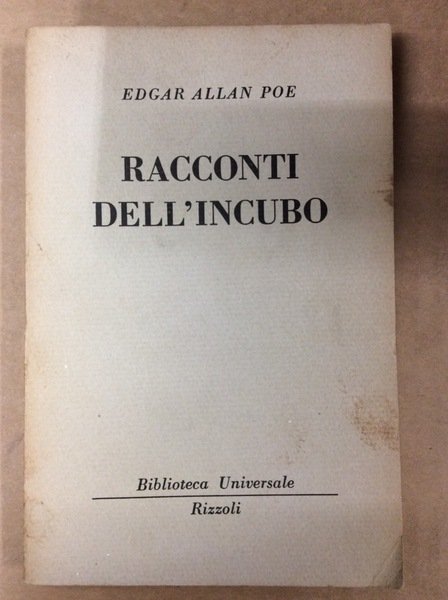 EDGAR ALLAN POE
RACCONTI
DELL'INCUBO
Biblioteca Universale
Rizzoli